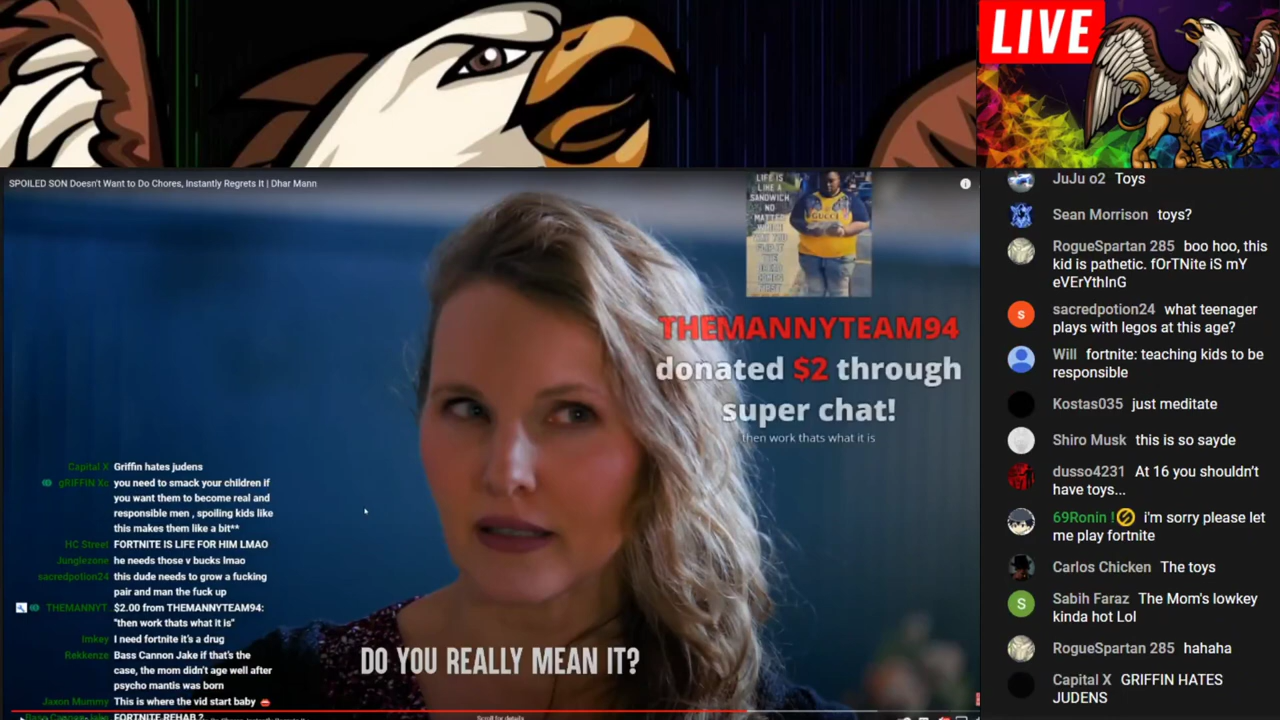 LIVE
SPOILED SON Doesn't Want to Do Chores, Instantly Regrets It | Dhar Mann
LIFE IS
LIKE A
SANDWICH
NO
MATTER
GUCCI
THEMANNYTEAM94
donated $2 through
super chat!
then work thats what it is
Capital X Griffin hates judens
gRIFFIN Xc you need to smack your children if
you want them to become real and
responsible men , spoiling kids like
this makes them like a bit**
HC Street FORTNITE IS LIFE FOR HIM LMAO
Junglezone he needs those v bucks lmao
sacredpotion24 this dude needs to grow a fucking
pair and man the fuck up
THEMANNYT $2.00 from THEMANNYTEAM94:
"then work thats what it is"
Imkey I need fortnite it's a drug
Rekkenze Bass Cannon Jake if that's the
case, the mom didn't age well after
psycho mantis was born
Jaxon Mummy This is where the vid start baby
Bass Cannon Jake FORTNITE REHAB ?
DO YOU REALLY MEAN IT?
Scroll for details
JuJu o2 Toys
Sean Morrison toys?
RogueSpartan 285 boo hoo, this
kid is pathetic. fOrTNite iS mY
eVErYthInG
s
sacredpotion24 what teenager
plays with legos at this age?
Will fortnite: teaching kids to be
responsible
Kostas035 just meditate
Shiro Musk this is so sayde
dusso4231 At 16 you shouldn't
have toys...
69Ronin ! i'm sorry please let
me play fortnite
Carlos Chicken The toys
S
Sabih Faraz The Mom's lowkey
kinda hot Lol
RogueSpartan 285 hahaha
Capital X GRIFFIN HATES
JUDENS